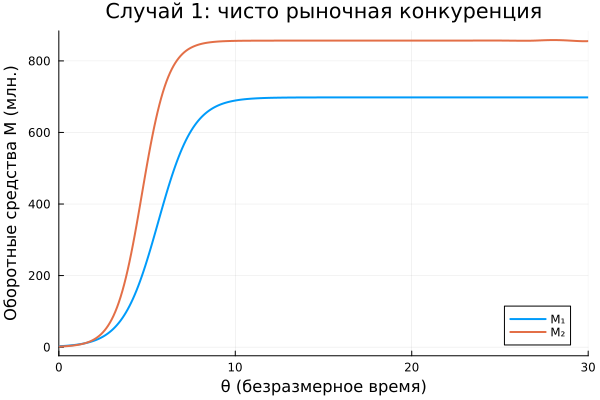 Случай 1: чисто рыночная конкуренция
Оборотные средства M (млн.)
800
600
400
200
0
0 10 20 30
M₁
M₂
θ (безразмерное время)